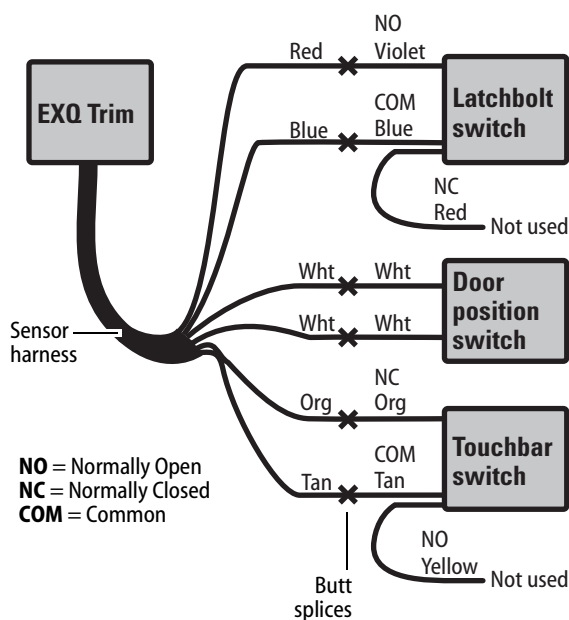 EXQ Trim
Red
NO
Violet
Blue
COM
Blue
Latchbolt
switch
NC
Red
Not used
Wht
Wht
Wht
Wht
Door
position
switch
Sensor
harness
Org
NC
Org
Tan
COM
Tan
Touchbar
switch
NO
Yellow
Not used
NO = Normally Open
NC = Normally Closed
COM = Common
Butt
splices